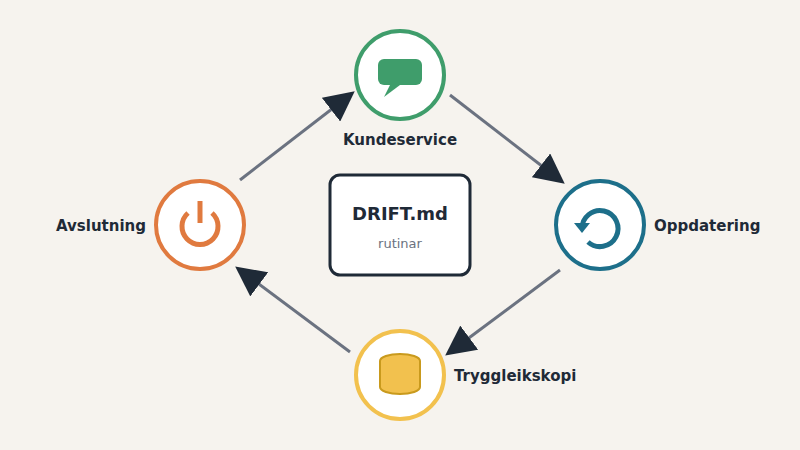 Kundeservice
Avslutning
DRIFT.md
rutinar
Oppdatering
Tryggleikskopi